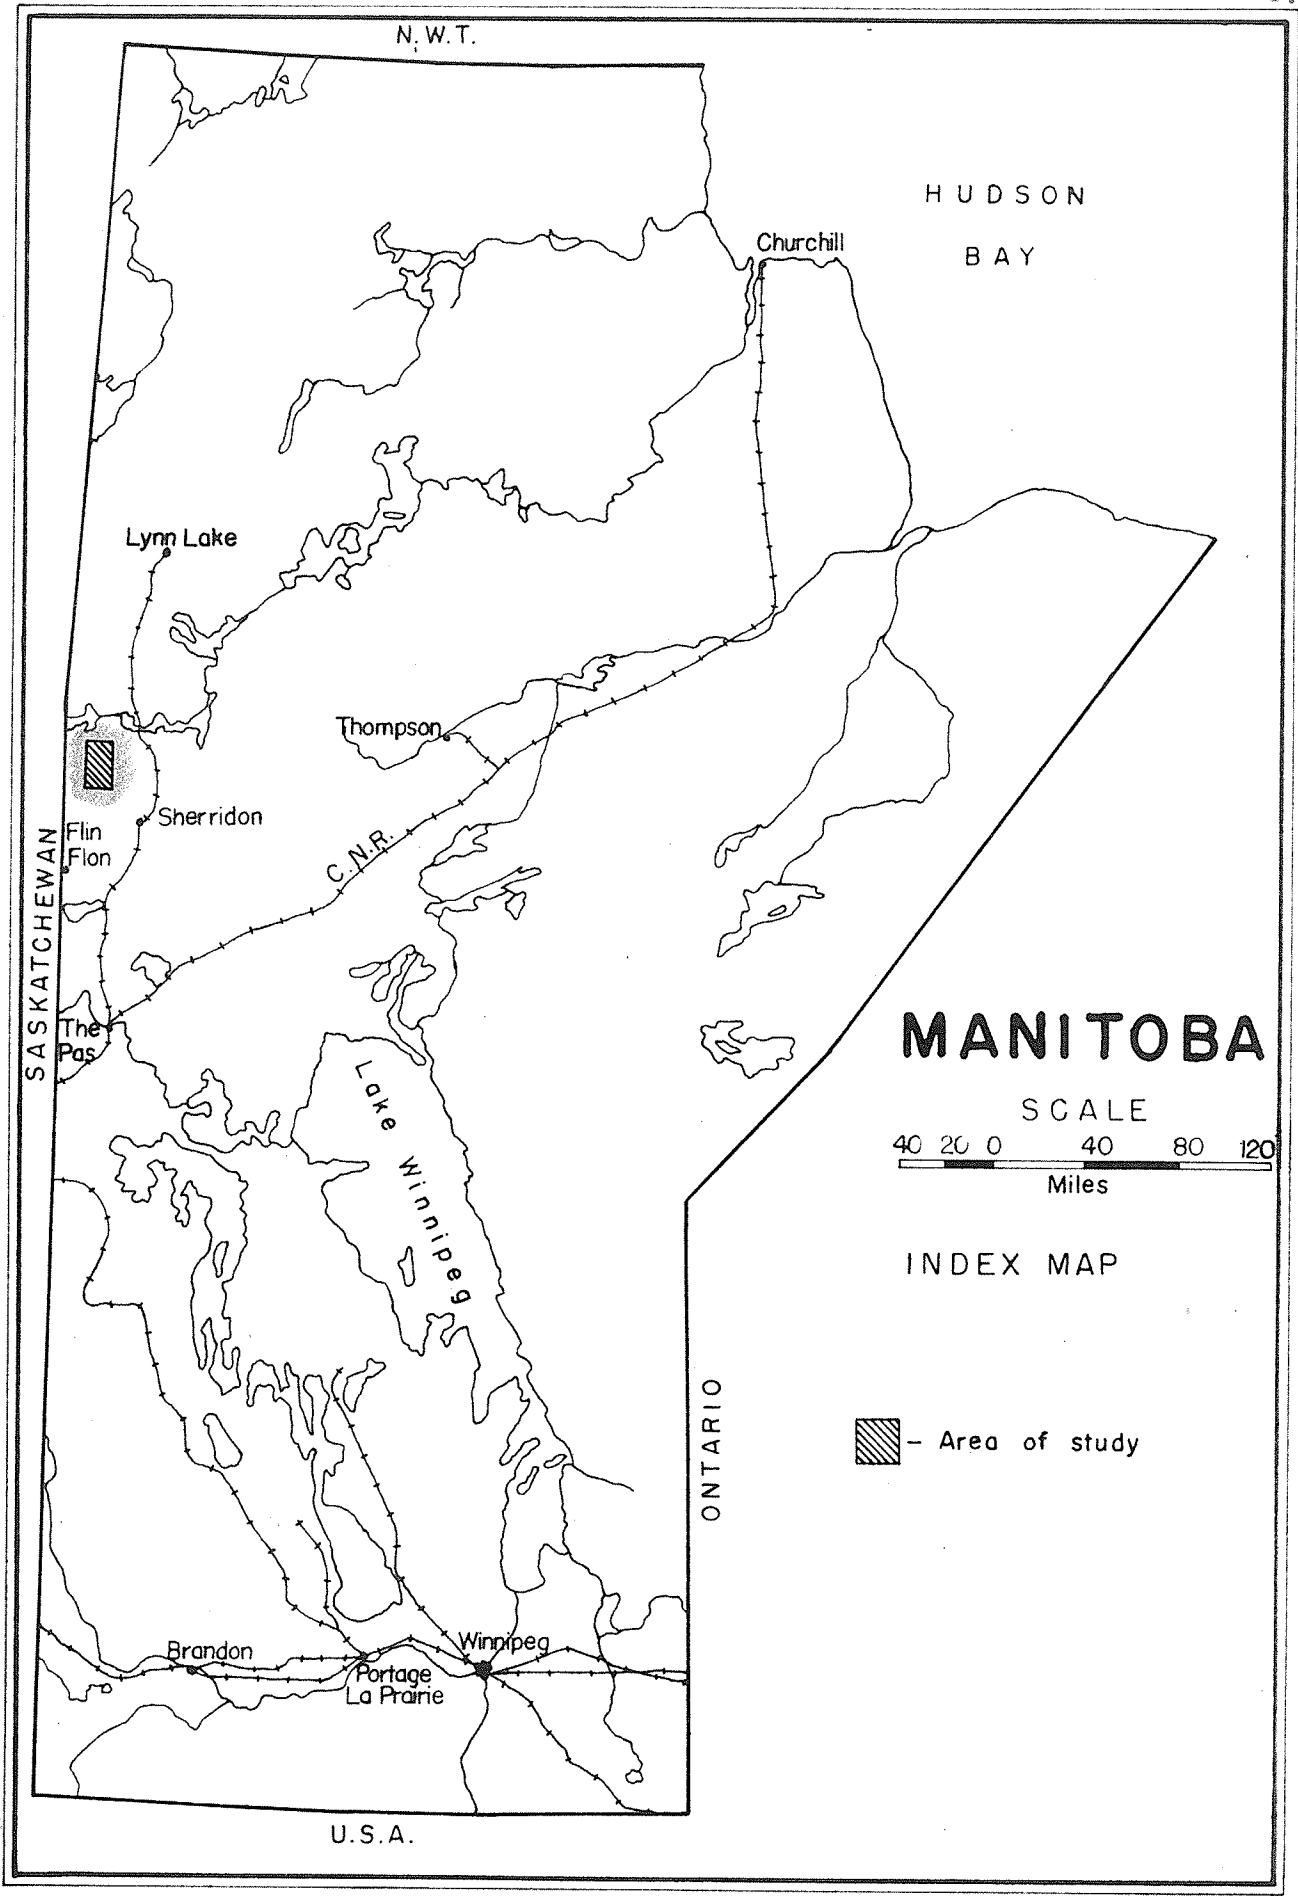 N.W.T.
HUDSON
BAY
Churchill
Lynn Lake
Thompson
Sherridon
Flin
Flon
C.N.R.
SASKATCHEWAN
The
Pas
Lake Winnipeg
MANITOBA
SCALE
40 20 0 40 80 120
Miles
INDEX MAP
ONTARIO
- Area of study
Brandon
Winnipeg
Portage
La Prairie
U.S.A.